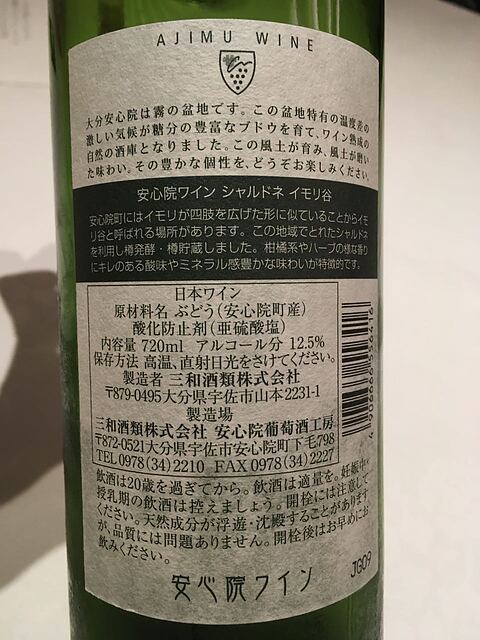 AJIMU WINE
大分安心院は霧の盆地です。この盆地特有の温度差の
激しい気候が糖分の豊富なブドウを育て、ワイン熟成の
自然の酒庫となりました。この風土が育み、風土が磨い
た味わい。その豊かな個性を、どうぞお楽しみください。
安心院ワイン シャルドネ イモリ谷
安心院町にはイモリが四肢を広げた形に似ていることからイモ
リ谷と呼ばれる場所があります。この地域でとれたシャルドネ
を利用し樽発酵・樽貯蔵しました。柑橘系やハーブの様な香り
にキレのある酸味やミネラル感豊かな味わいが特徴的です。
日本ワイン
原材料名 ぶどう(安心院町産)
酸化防止剤(亜硫酸塩)
内容量 720ml アルコール分 12.5%
保存方法 高温、直射日光をさけてください。
製造者 三和酒類株式会社
〒879-0495大分県宇佐市山本2231-1
製造場
三和酒類株式会社 安心院葡萄酒工房
〒872-0521大分県宇佐市安心院町下毛798
TEL0978(34)2210 FAX0978(34)2227
飲酒は20歳を過ぎてから。飲酒は適量を。妊娠中や
授乳期の飲酒は控えましょう。開栓には注意して
ください。天然成分が浮遊・沈殿することがあります
が、品質には問題ありません。開栓後はお早めにお
飲みください。
安心院ワイン
JG09